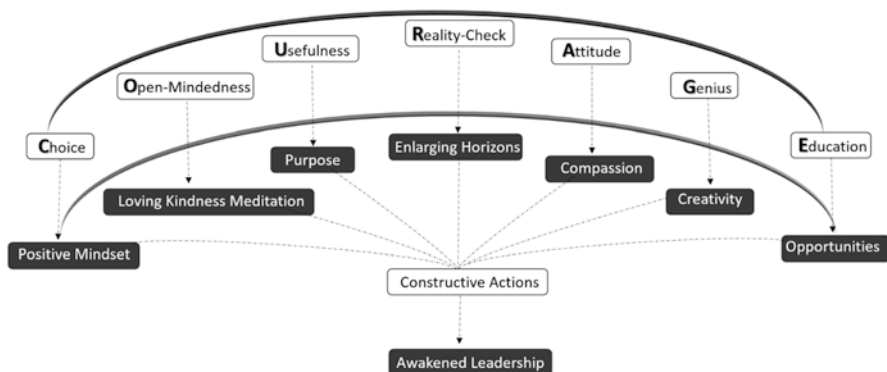 Choice
Open-Mindedness
Usefulness
Reality-Check
Attitude
Genius
Education
Positive Mindset
Loving Kindness Meditation
Purpose
Enlarging Horizons
Compassion
Creativity
Opportunities
Constructive Actions
Awakened Leadership